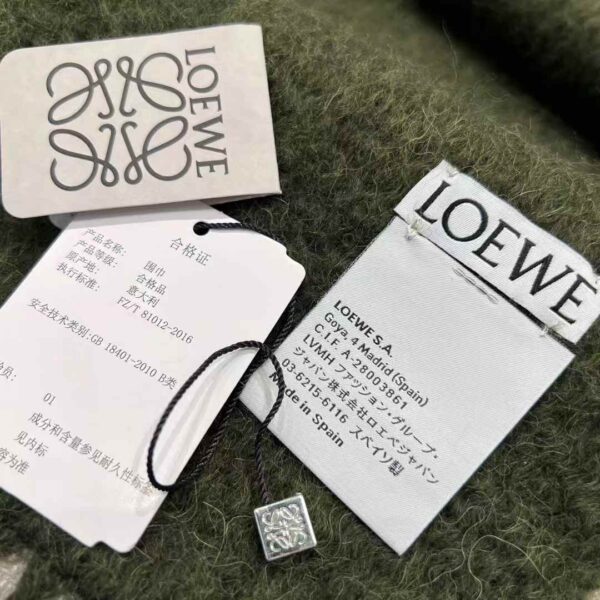 LOEWE
合格证
产品名称： 围巾
产品等级： 合格品
原产地： 意大利
执行标准： FZ/T 81012-2016
安全技术类别:GB 18401-2010 B类
员： 01
成分和含量参见耐久性标签
见内标
为准
LOEWE
LOEWE S.A.
Goya, 4 Madrid (Spain)
C.I.F. A-28003861
LVMH ファッション・グループ・
ジャパン株式会社ロエベジャパン
03-6215-6116 スペイン製
Made in Spain